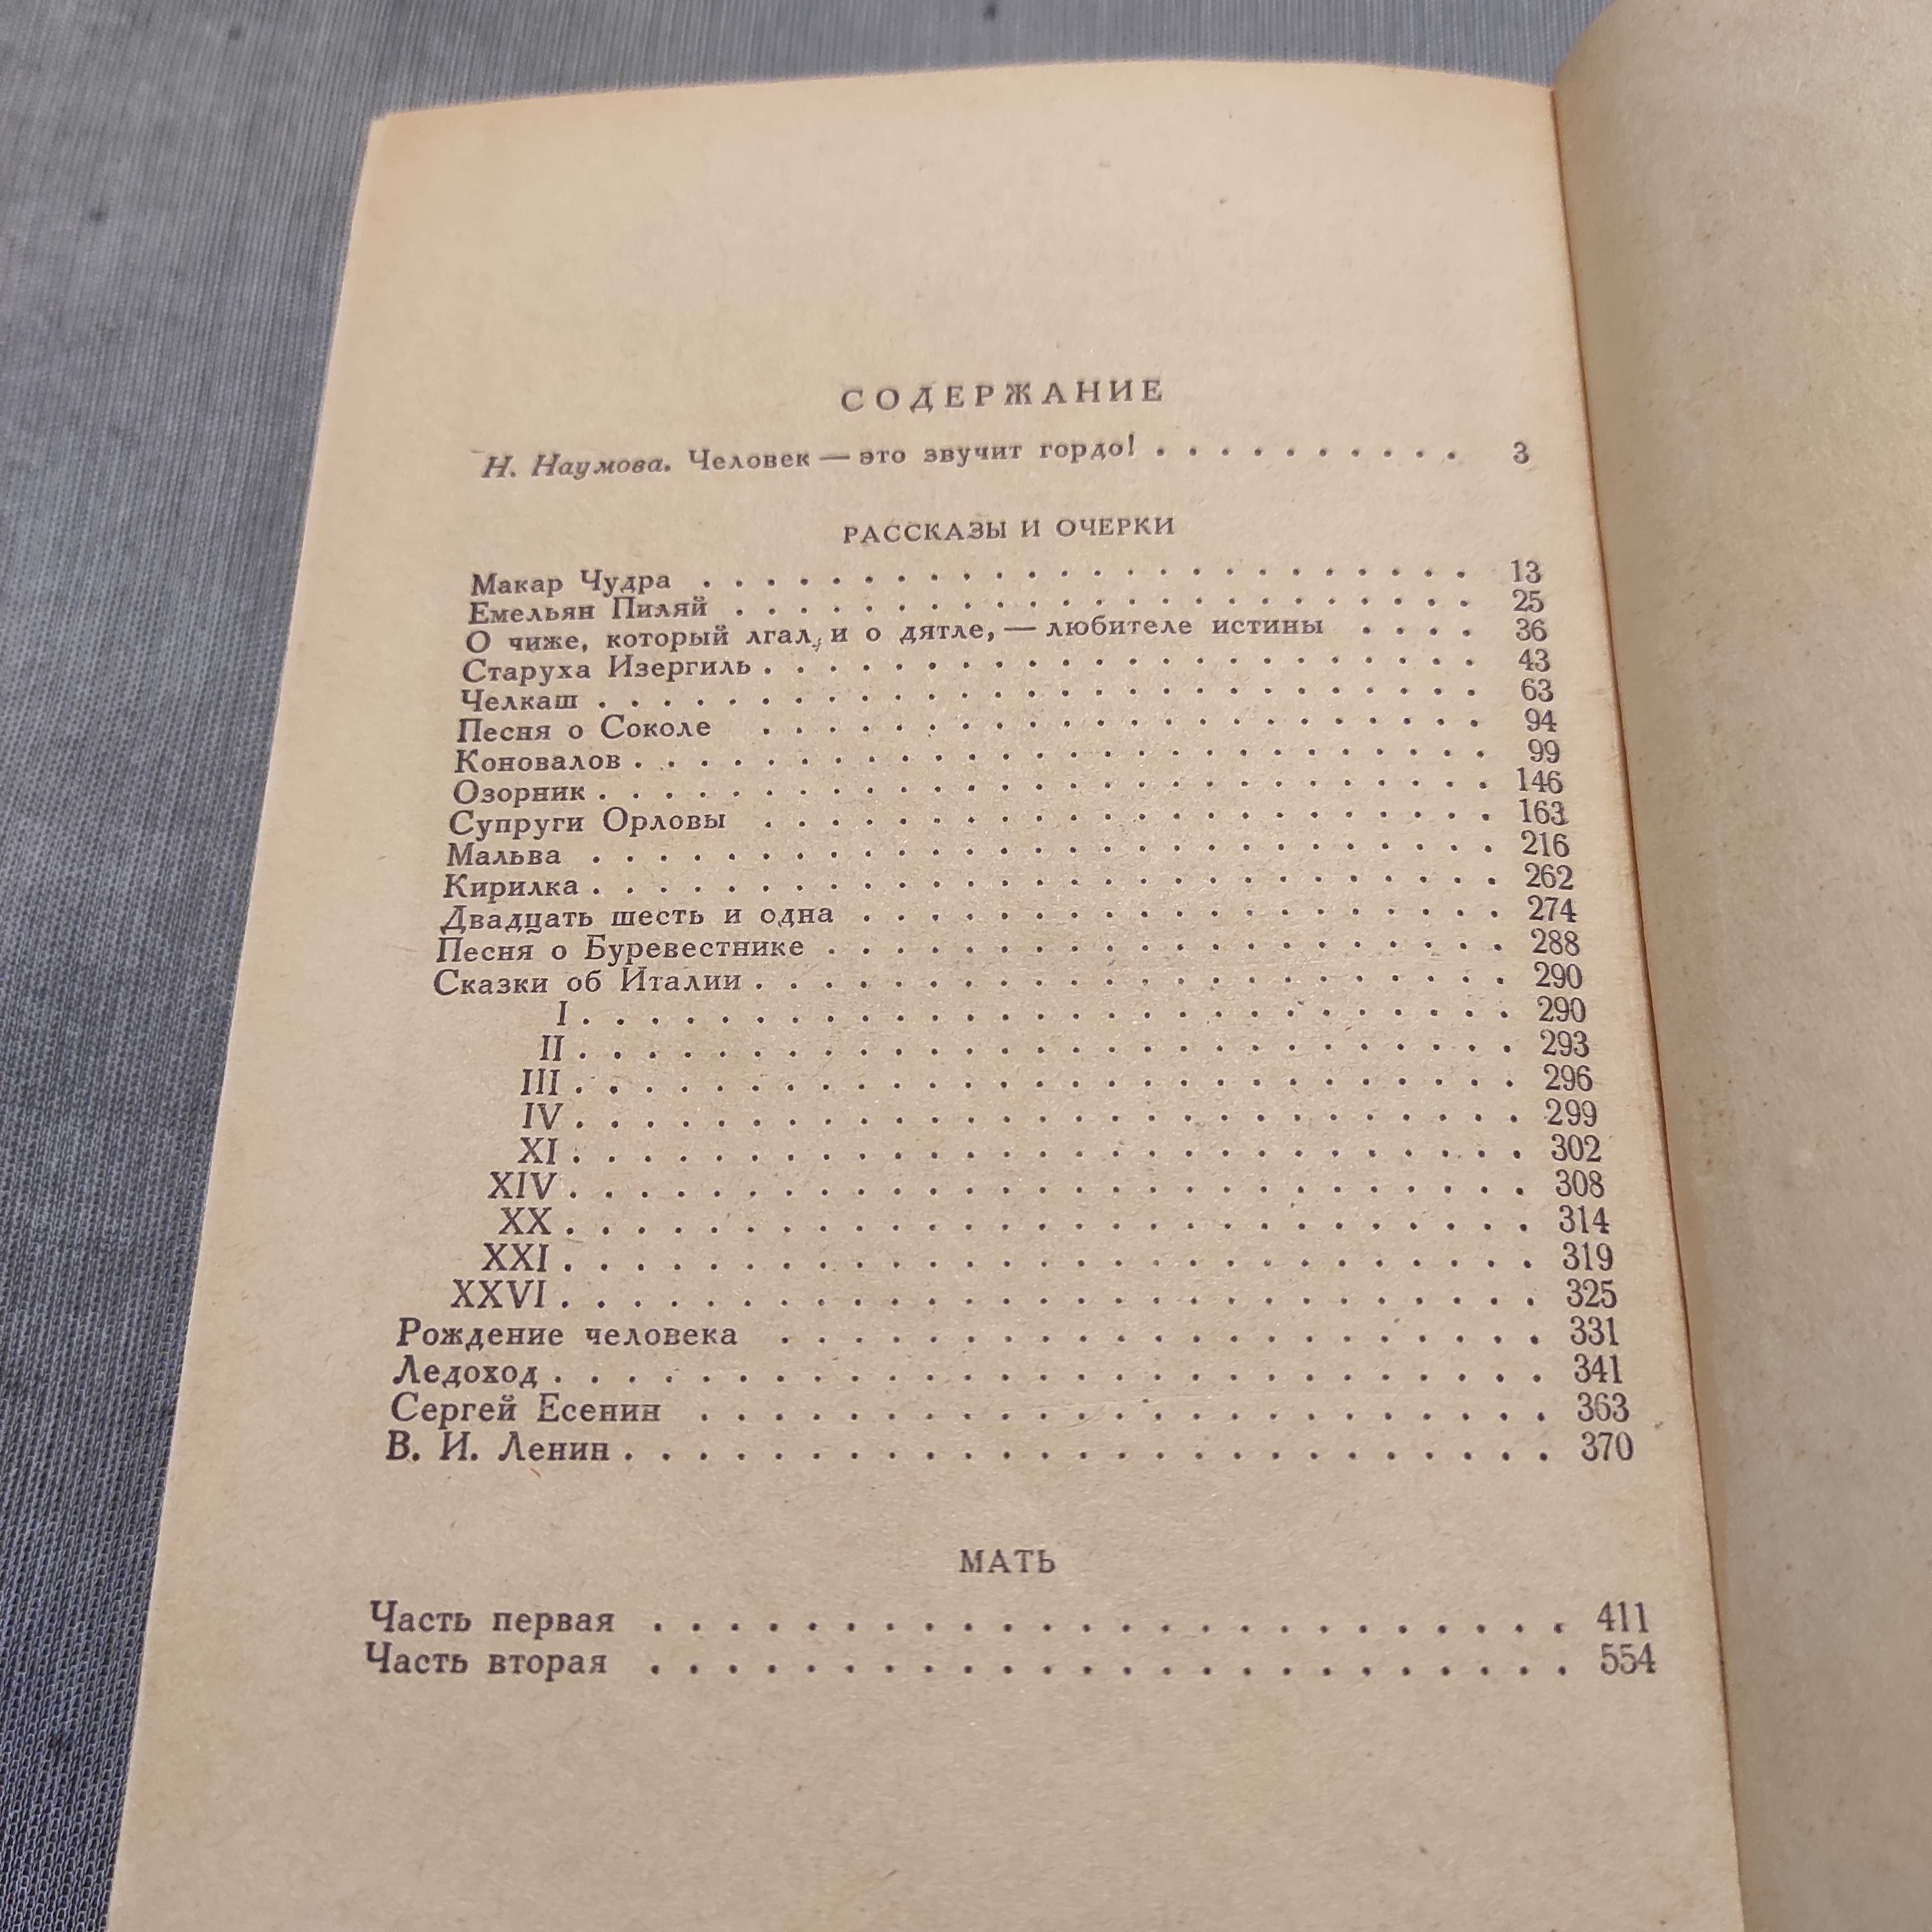 СОДЕРЖАНИЕ
Н. Наумова. Человек — это звучит гордо! . . . . . . . . . . 3
РАССКАЗЫ И ОЧЕРКИ
Макар Чудра . . . . . . . . . . 13
Емельян Пиляй . . . . . . . . . . 25
О чиже, который лгал, и о дятле, — любителе истины . . . . 36
Старуха Изергиль . . . . . . . . . . 43
Челкаш . . . . . . . . . . 63
Песня о Соколе . . . . . . . . . . 94
Коновалов . . . . . . . . . . 99
Озорник . . . . . . . . . . 146
Супруги Орловы . . . . . . . . . . 163
Мальва . . . . . . . . . . 216
Кирилка . . . . . . . . . . 262
Двадцать шесть и одна . . . . . . . . . . 274
Песня о Буревестнике . . . . . . . . . . 288
Сказки об Италии . . . . . . . . . . 290
I . . . . . . . . . . 290
II . . . . . . . . . . 293
III . . . . . . . . . . 296
IV . . . . . . . . . . 299
XI . . . . . . . . . . 302
XIV . . . . . . . . . . 308
XX . . . . . . . . . . 314
XXI . . . . . . . . . . 319
XXVI . . . . . . . . . . 325
Рождение человека . . . . . . . . . . 331
Ледоход . . . . . . . . . . 341
Сергей Есенин . . . . . . . . . . 363
В. И. Ленин . . . . . . . . . . 370
МАТЬ
Часть первая . . . . . . . . . . 411
Часть вторая . . . . . . . . . . 554